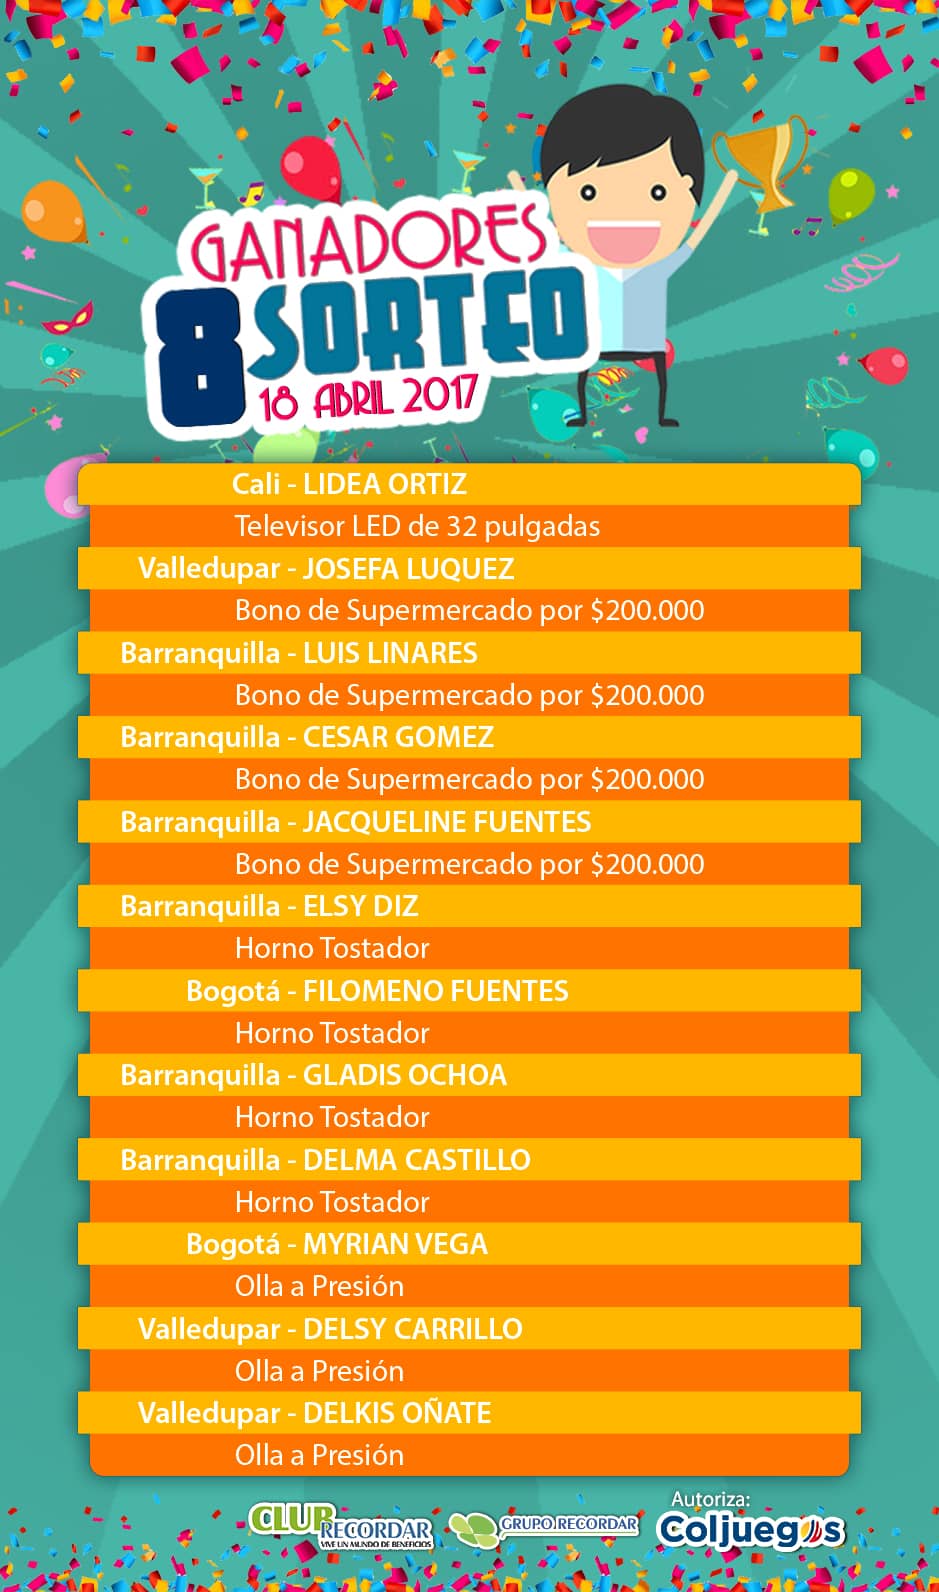 GANADORES
8 SORTEO
18 ABRIL 2017
Cali - LIDEA ORTIZ
Televisor LED de 32 pulgadas
Valledupar - JOSEFA LUQUEZ
Bono de Supermercado por $200.000
Barranquilla - LUIS LINARES
Bono de Supermercado por $200.000
Barranquilla - CESAR GOMEZ
Bono de Supermercado por $200.000
Barranquilla - JACQUELINE FUENTES
Bono de Supermercado por $200.000
Barranquilla - ELSY DIZ
Horno Tostador
Bogotá - FILOMENO FUENTES
Horno Tostador
Barranquilla - GLADIS OCHOA
Horno Tostador
Barranquilla - DELMA CASTILLO
Horno Tostador
Bogotá - MYRIAN VEGA
Olla a Presión
Valledupar - DELSY CARRILLO
Olla a Presión
Valledupar - DELKIS OÑATE
Olla a Presión
CLUB
RECORDAR
VIVE UN MUNDO DE BENEFICIOS
GRUPO RECORDAR
Autoriza:
Coljuegos